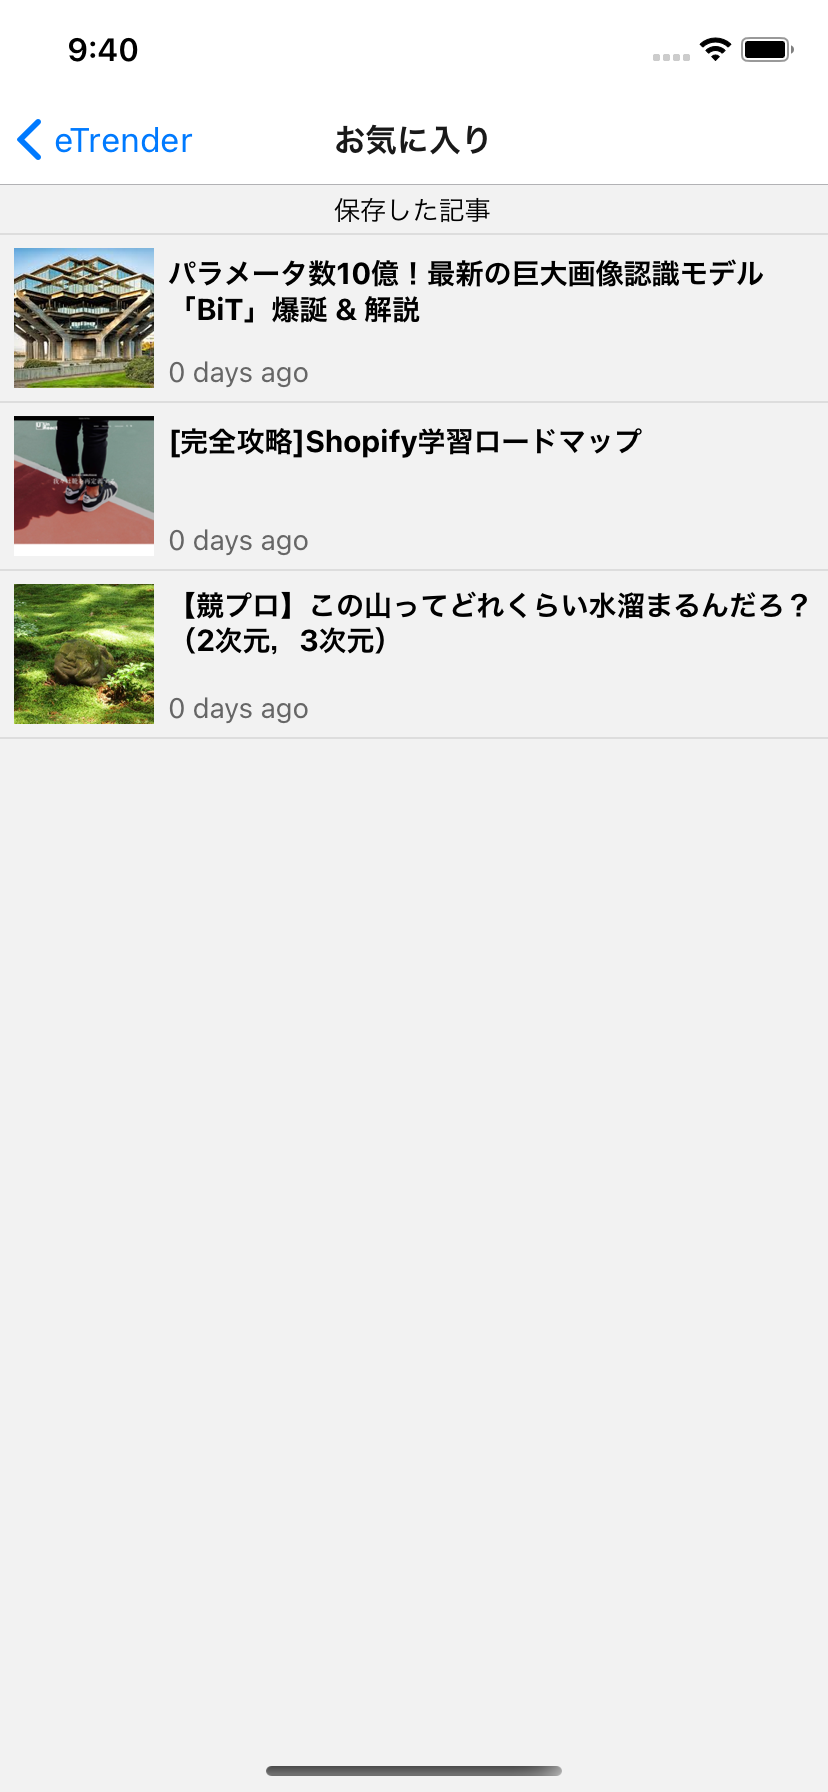 9:40
eTrender
お気に入り
保存した記事
パラメータ数10億！最新の巨大画像認識モデル
「BiT」爆誕 & 解説
0 days ago
[完全攻略]Shopify学習ロードマップ
0 days ago
【競プロ】この山ってどれくらい水溜まるんだろ？
（2次元，3次元）
0 days ago